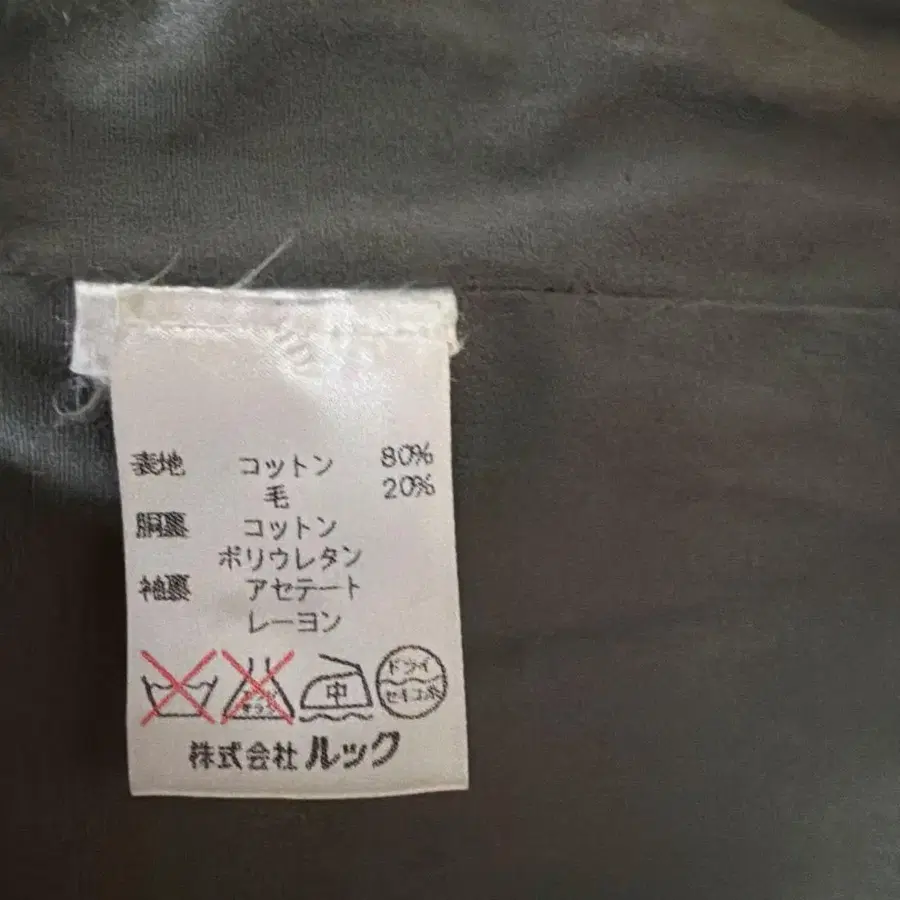 表地 コットン 80%
毛 20%
胴裏 コットン
ポリウレタン
袖裏 アセテート
レーヨン
中
ドライ
セキユ系
株式会社 ルック